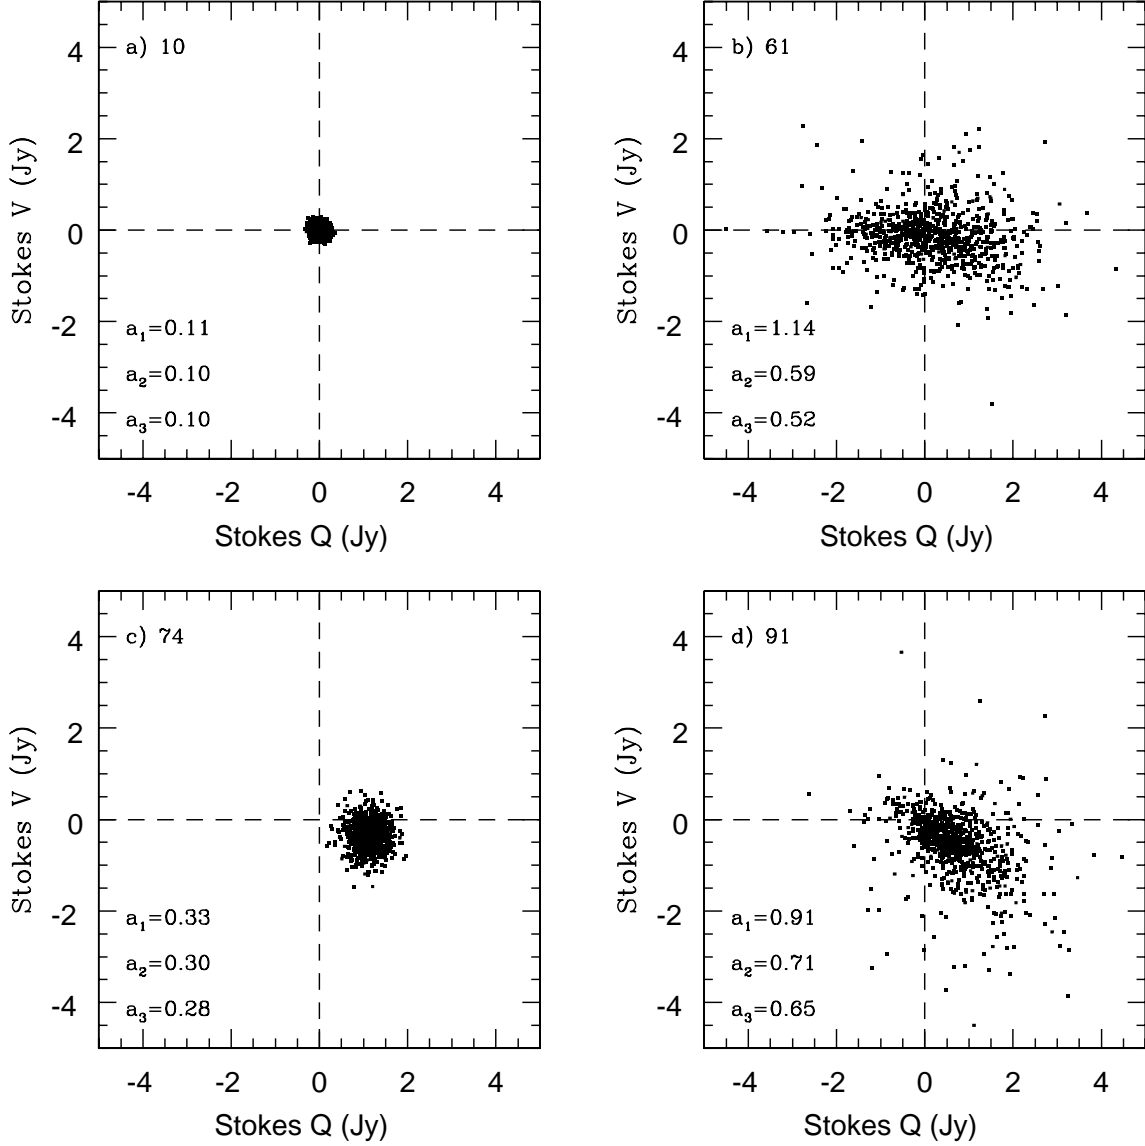 a) 10
4
2
0
-2
-4
Stokes V (Jy)
a1=0.11
a2=0.10
a3=0.10
-4 -2 0 2 4
Stokes Q (Jy)
b) 61
4
2
0
-2
-4
Stokes V (Jy)
a1=1.14
a2=0.59
a3=0.52
-4 -2 0 2 4
Stokes Q (Jy)
c) 74
4
2
0
-2
-4
Stokes V (Jy)
a1=0.33
a2=0.30
a3=0.28
-4 -2 0 2 4
Stokes Q (Jy)
d) 91
4
2
0
-2
-4
Stokes V (Jy)
a1=0.91
a2=0.71
a3=0.65
-4 -2 0 2 4
Stokes Q (Jy)